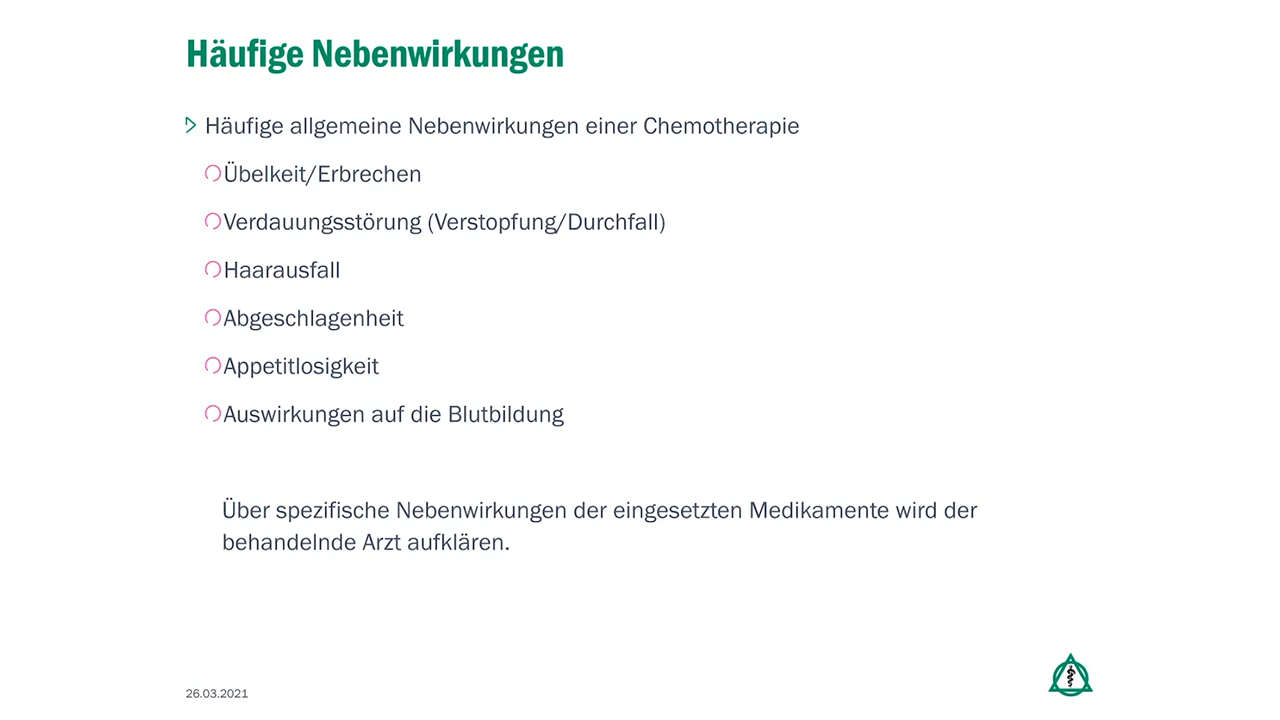 Häufige Nebenwirkungen
Häufige allgemeine Nebenwirkungen einer Chemotherapie
Übelkeit/Erbrechen
Verdauungsstörung (Verstopfung/Durchfall)
Haarausfall
Abgeschlagenheit
Appetitlosigkeit
Auswirkungen auf die Blutbildung
Über spezifische Nebenwirkungen der eingesetzten Medikamente wird der
behandelnde Arzt aufklären.
26.03.2021